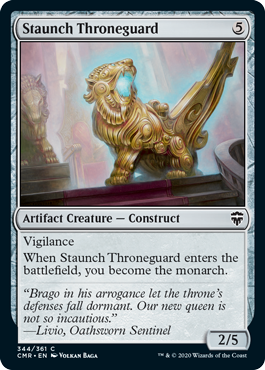 Staunch Throneguard 5
Artifact Creature — Construct
Vigilance
When Staunch Throneguard enters the
battlefield, you become the monarch.
“Brago in his arrogance let the throne’s
defenses fall dormant. Our new queen is
not so incautious.”
—Livio, Oathsworn Sentinel
2/5
344/361 C
CMR • EN VOLKAN BAGA
™ & © 2020 Wizards of the Coast